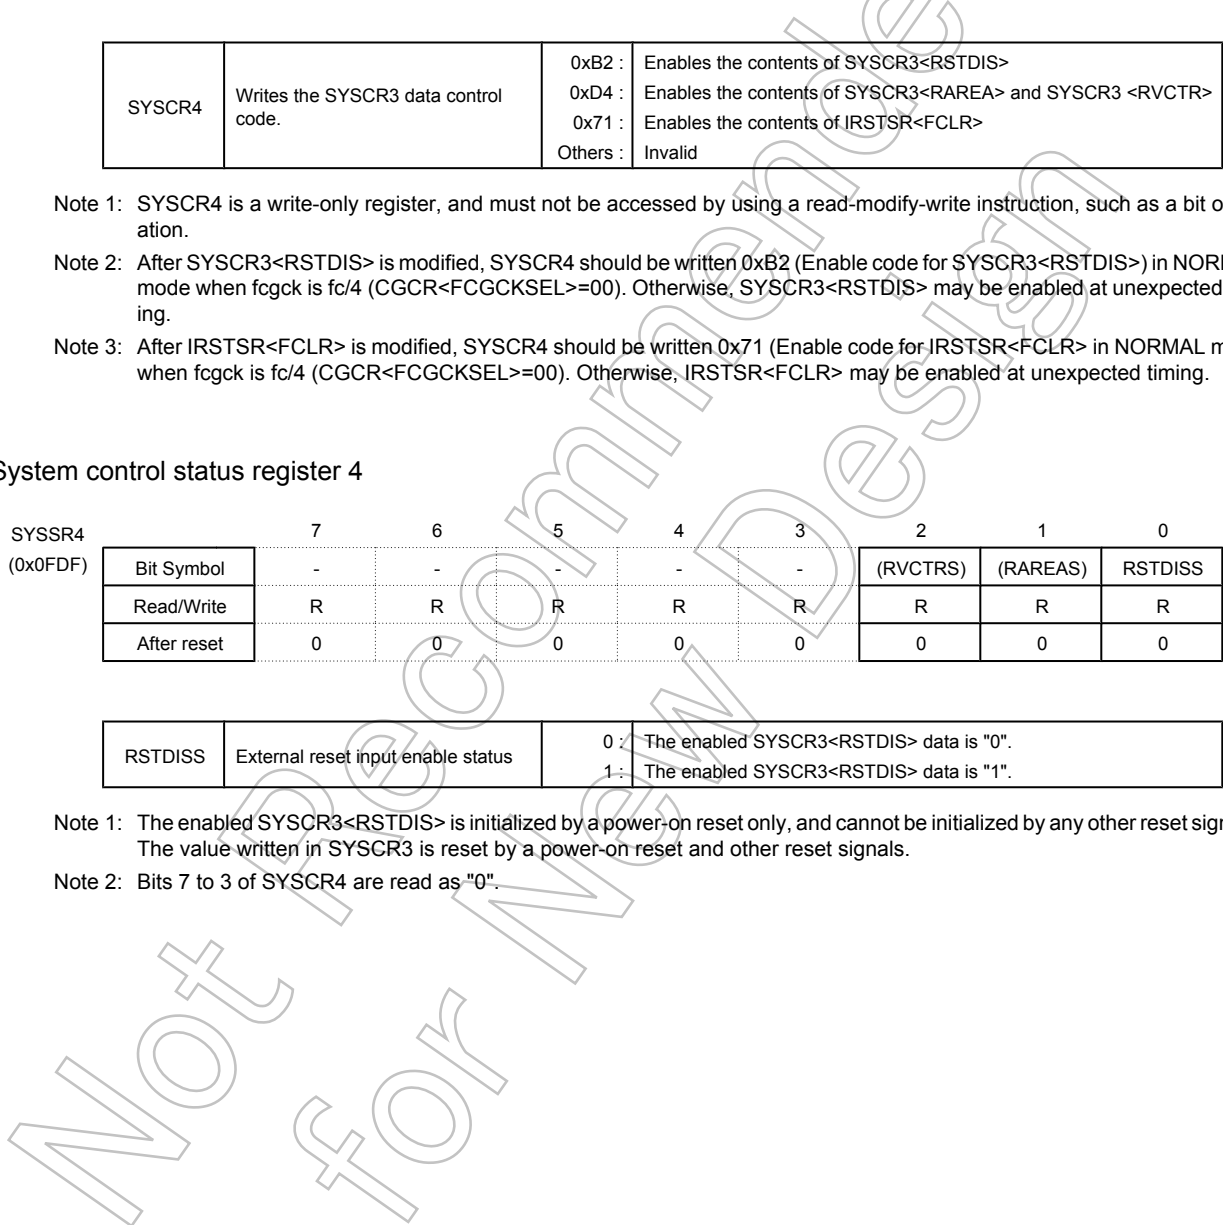 SYSCR4
Writes the SYSCR3 data control
code.
0xB2 : Enables the contents of SYSCR3<RSTDIS>
0xD4 : Enables the contents of SYSCR3<RAREA> and SYSCR3 <RVCTR>
0x71 : Enables the contents of IRSTSR<FCLR>
Others : Invalid
Note 1: SYSCR4 is a write-only register, and must not be accessed by using a read-modify-write instruction, such as a bit o
ation.
Note 2: After SYSCR3<RSTDIS> is modified, SYSCR4 should be written 0xB2 (Enable code for SYSCR3<RSTDIS>) in NOR
mode when fcgck is fc/4 (CGCR<FCGCKSEL>=00). Otherwise, SYSCR3<RSTDIS> may be enabled at unexpected
ing.
Note 3: After IRSTSR<FCLR> is modified, SYSCR4 should be written 0x71 (Enable code for IRSTSR<FCLR> in NORMAL m
when fcgck is fc/4 (CGCR<FCGCKSEL>=00). Otherwise, IRSTSR<FCLR> may be enabled at unexpected timing.
System control status register 4
SYSSR4 7 6 5 4 3 2 1 0
(0x0FDF) Bit Symbol - - - - - (RVCTRS) (RAREAS) RSTDISS
Read/Write R R R R R R R R
After reset 0 0 0 0 0 0 0 0
RSTDISS
External reset input enable status
0 : The enabled SYSCR3<RSTDIS> data is "0".
1 : The enabled SYSCR3<RSTDIS> data is "1".
Note 1: The enabled SYSCR3<RSTDIS> is initialized by a power-on reset only, and cannot be initialized by any other reset sig
The value written in SYSCR3 is reset by a power-on reset and other reset signals.
Note 2: Bits 7 to 3 of SYSCR4 are read as "0".
Not Recommende
for New Design